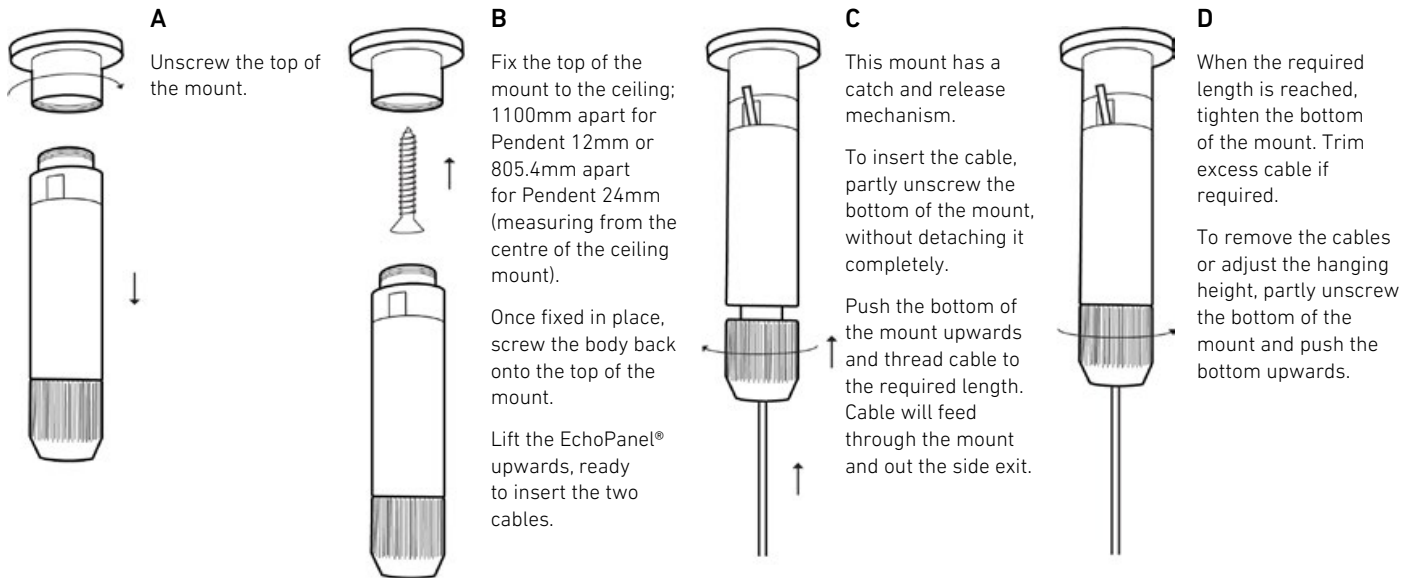 A
Unscrew the top of
the mount.
B
Fix the top of the
mount to the ceiling;
1100mm apart for
Pendent 12mm or
805.4mm apart
for Pendent 24mm
(measuring from the
centre of the ceiling
mount).
Once fixed in place,
screw the body back
onto the top of the
mount.
Lift the EchoPanel®
upwards, ready
to insert the two
cables.
C
This mount has a
catch and release
mechanism.
To insert the cable,
partly unscrew the
bottom of the mount,
without detaching it
completely.
Push the bottom of
the mount upwards
and thread cable to
the required length.
Cable will feed
through the mount
and out the side exit.
D
When the required
length is reached,
tighten the bottom
of the mount. Trim
excess cable if
required.
To remove the cables
or adjust the hanging
height, partly unscrew
the bottom of the
mount and push the
bottom upwards.